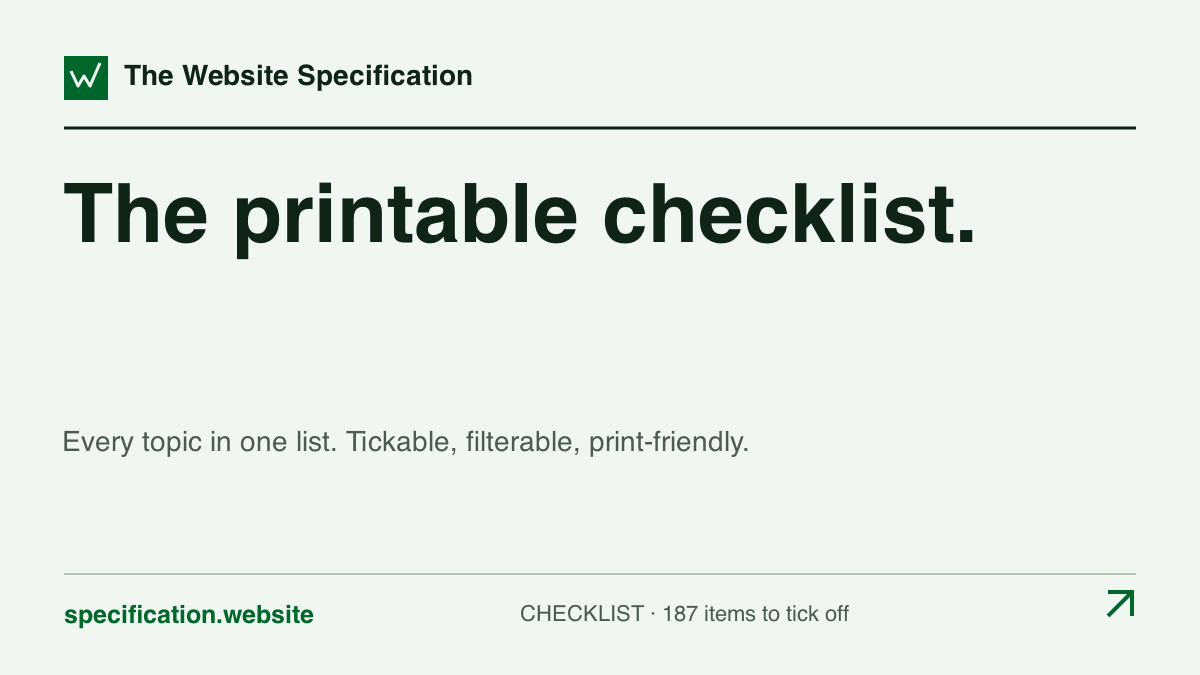 The Website Specification
The printable checklist.
Every topic in one list. Tickable, filterable, print-friendly.
specification.website
CHECKLIST · 187 items to tick off